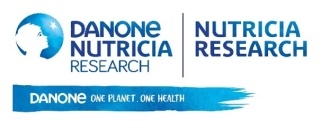 DANONE
NUTRICIA
RESEARCH
NUTRICIA
RESEARCH
DANONE ONE PLANET. ONE HEALTH